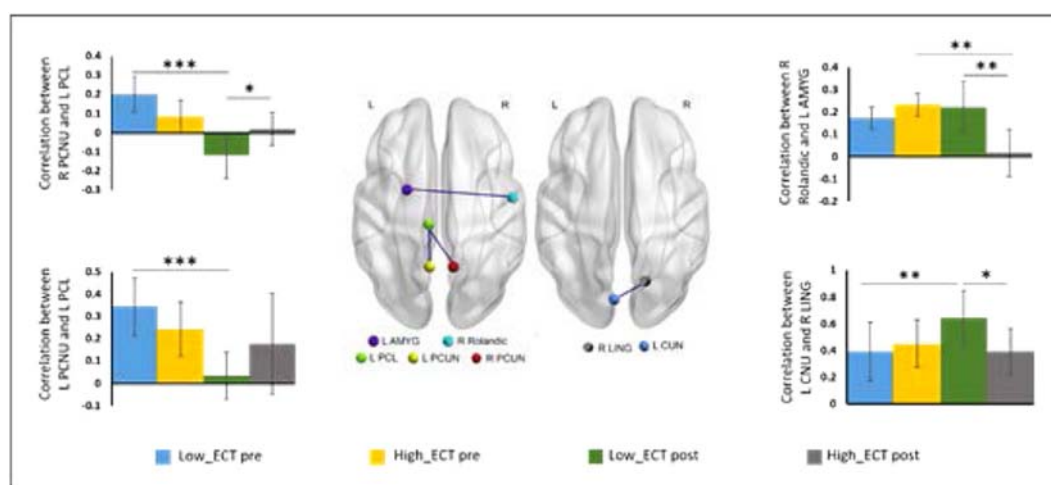 Correlation between
R PCNU and L PCL
0.4
0.3
0.2
0.1
0
-0.1
-0.2
-0.3
***
*
Correlation between
L PCNU and L PCL
0.5
0.4
0.3
0.2
0.1
0
-0.1
***
L
R
L
R
L AMYG
R Rolandic
L PCL
L PCUN
R PCUN
R LING
L CUN
Correlation between R
Rolandic and L AMYG
0.4
0.3
0.2
0.1
0
-0.1
-0.2
**
**
Correlation between
L CNU and R LING
1
0.8
0.6
0.4
0.2
0
**
*
Low_ECT pre
High_ECT pre
Low_ECT post
High_ECT post